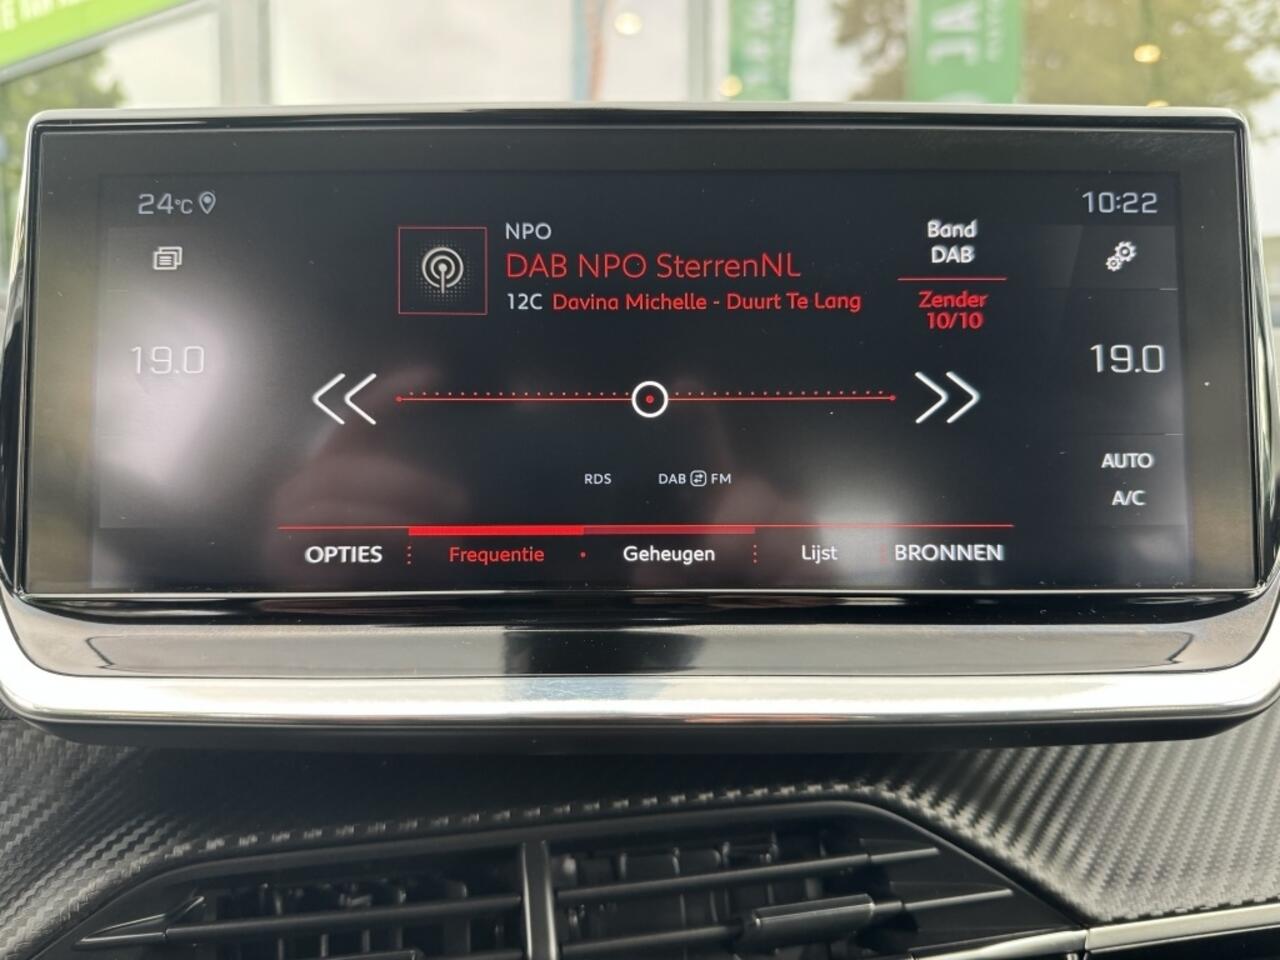 24°C
10:22
NPO
DAB NPO SterrenNL
12C Davina Michelle - Duurt Te Lang
Band
DAB
Zender
10/10
19.0
19.0
RDS
DAB FM
AUTO
A/C
OPTIES
Frequentie
Geheugen
Lijst
BRONNEN